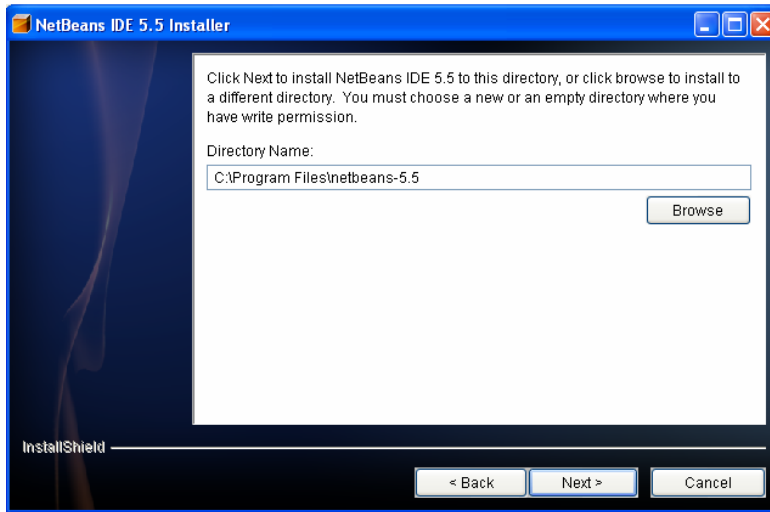 NetBeans IDE 5.5 Installer
Click Next to install NetBeans IDE 5.5 to this directory, or click browse to install to
a different directory. You must choose a new or an empty directory where you
have write permission.
Directory Name:
C:\Program Files\netbeans-5.5
Browse
InstallShield
< Back
Next >
Cancel